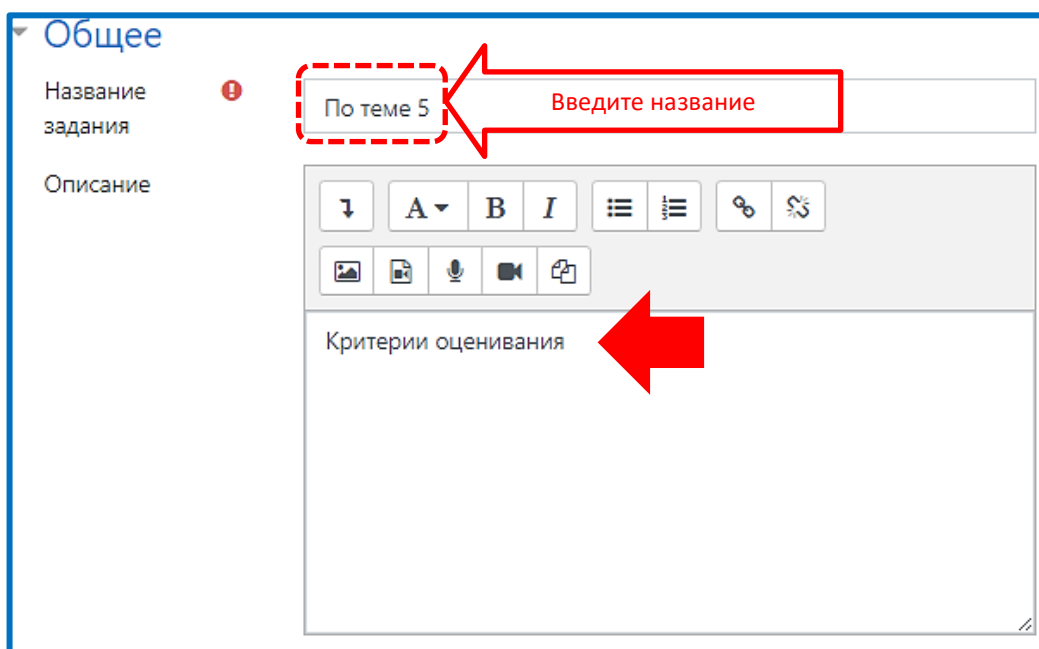 Общее
Название
задания
По теме 5
Введите название
Описание
A B I
Критерии оценивания